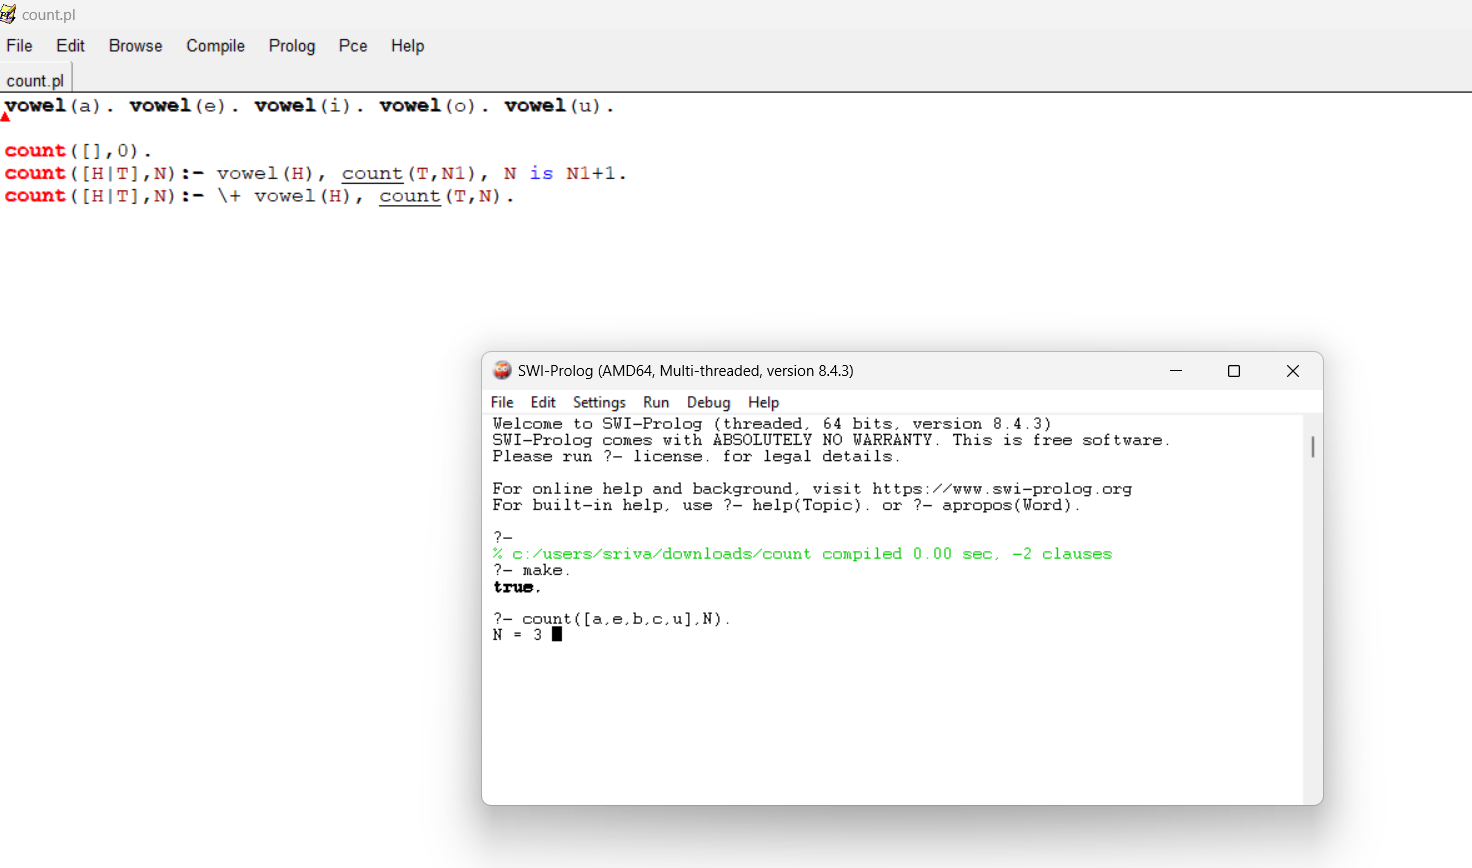 count.pl
File Edit Browse Compile Prolog Pce Help
count.pl
vowel(a). vowel(e). vowel(i). vowel(o). vowel(u).
count([],0).
count([H|T],N):- vowel(H), count(T,N1), N is N1+1.
count([H|T],N):- \+ vowel(H), count(T,N).
SWI-Prolog (AMD64, Multi-threaded, version 8.4.3)
File Edit Settings Run Debug Help
Welcome to SWI-Prolog (threaded, 64 bits, version 8.4.3)
SWI-Prolog comes with ABSOLUTELY NO WARRANTY. This is free software.
Please run ?- license. for legal details.
For online help and background, visit https://www.swi-prolog.org
For built-in help, use ?- help(Topic). or ?- apropos(Word).
?-
% c:/users/sriva/downloads/count compiled 0.00 sec, -2 clauses
?- make.
true.
?- count([a,e,b,c,u],N).
N = 3